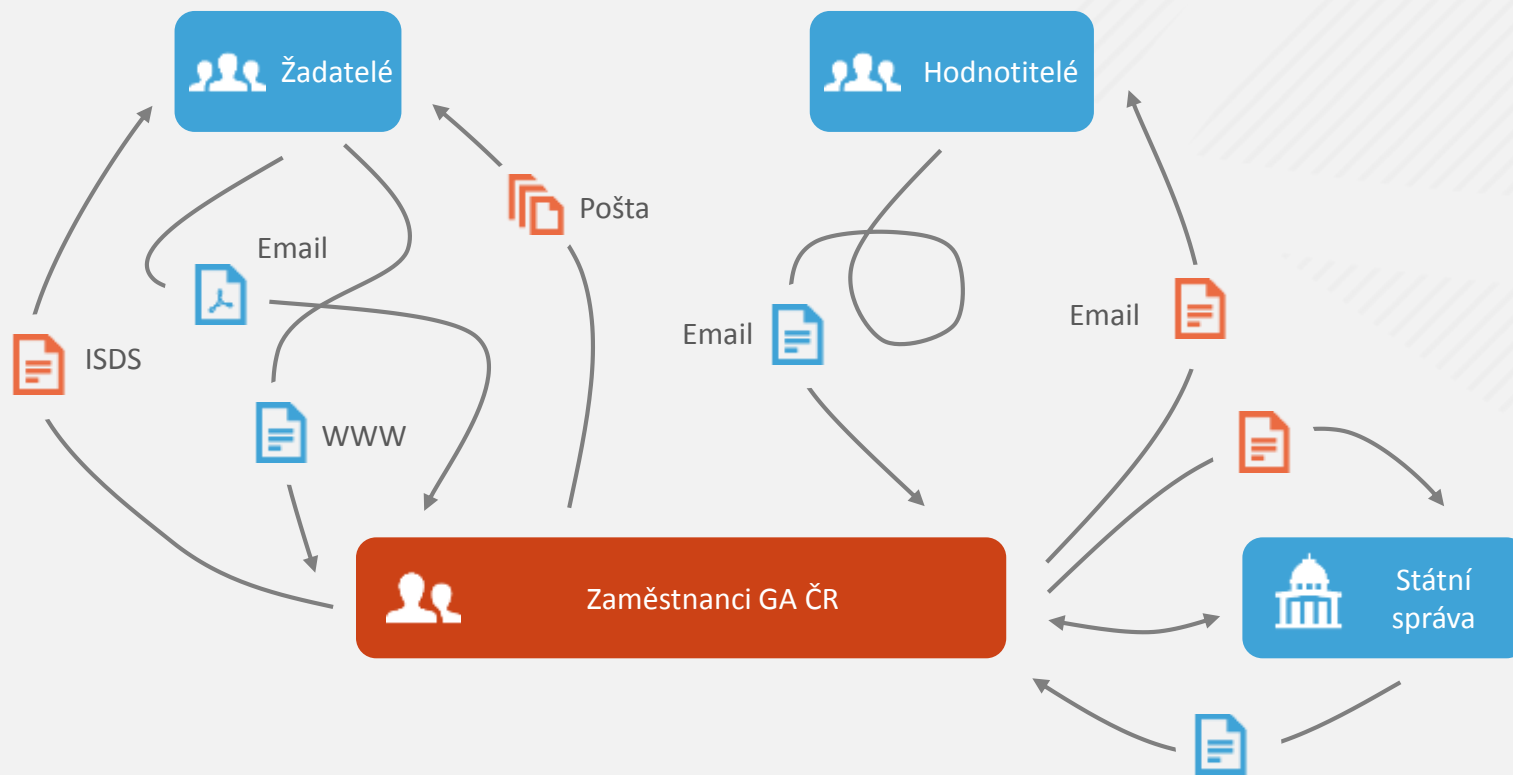 Žadatelé
Hodnotitelé
Pošta
Email
Email
Email
ISDS
WWW
Zaměstnanci GA ČR
Státní
správa